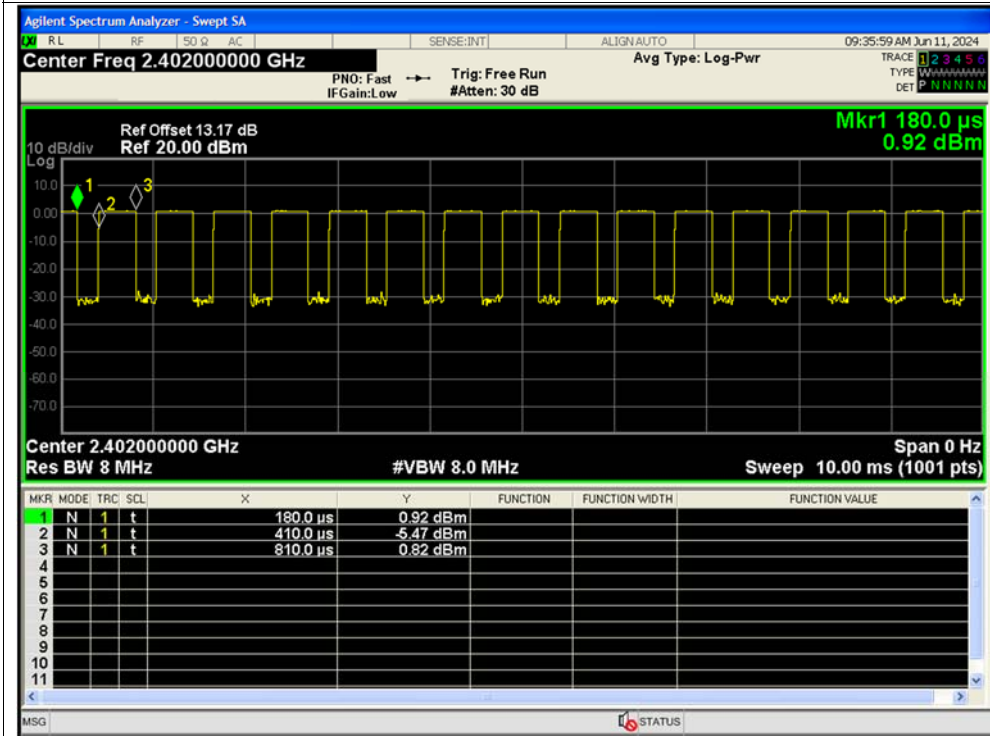 Agilent Spectrum Analyzer - Swept SA
RL RF 50 Ω AC SENSE:INT ALIGN AUTO 09:35:59 AM Jun 11, 2024
Center Freq 2.402000000 GHz Avg Type: Log-Pwr TRACE 1 2 3 4 5 6
PNO: Fast Trig: Free Run TYPE W
IFGain:Low #Atten: 30 dB DET P N N N N N
Mkr1 180.0 µs
Ref Offset 13.17 dB 0.92 dBm
10 dB/div Ref 20.00 dBm
Log
10.0
1 2 3
0.00
-10.0
-20.0
-30.0
-40.0
-50.0
-60.0
-70.0
Center 2.402000000 GHz Span 0 Hz
Res BW 8 MHz #VBW 8.0 MHz Sweep 10.00 ms (1001 pts)
MKR MODE TRC SCL X Y FUNCTION FUNCTION WIDTH FUNCTION VALUE
1 N 1 t 180.0 µs 0.92 dBm
2 N 1 t 410.0 µs -5.47 dBm
3 N 1 t 810.0 µs 0.82 dBm
4
5
6
7
8
9
10
11
MSG STATUS